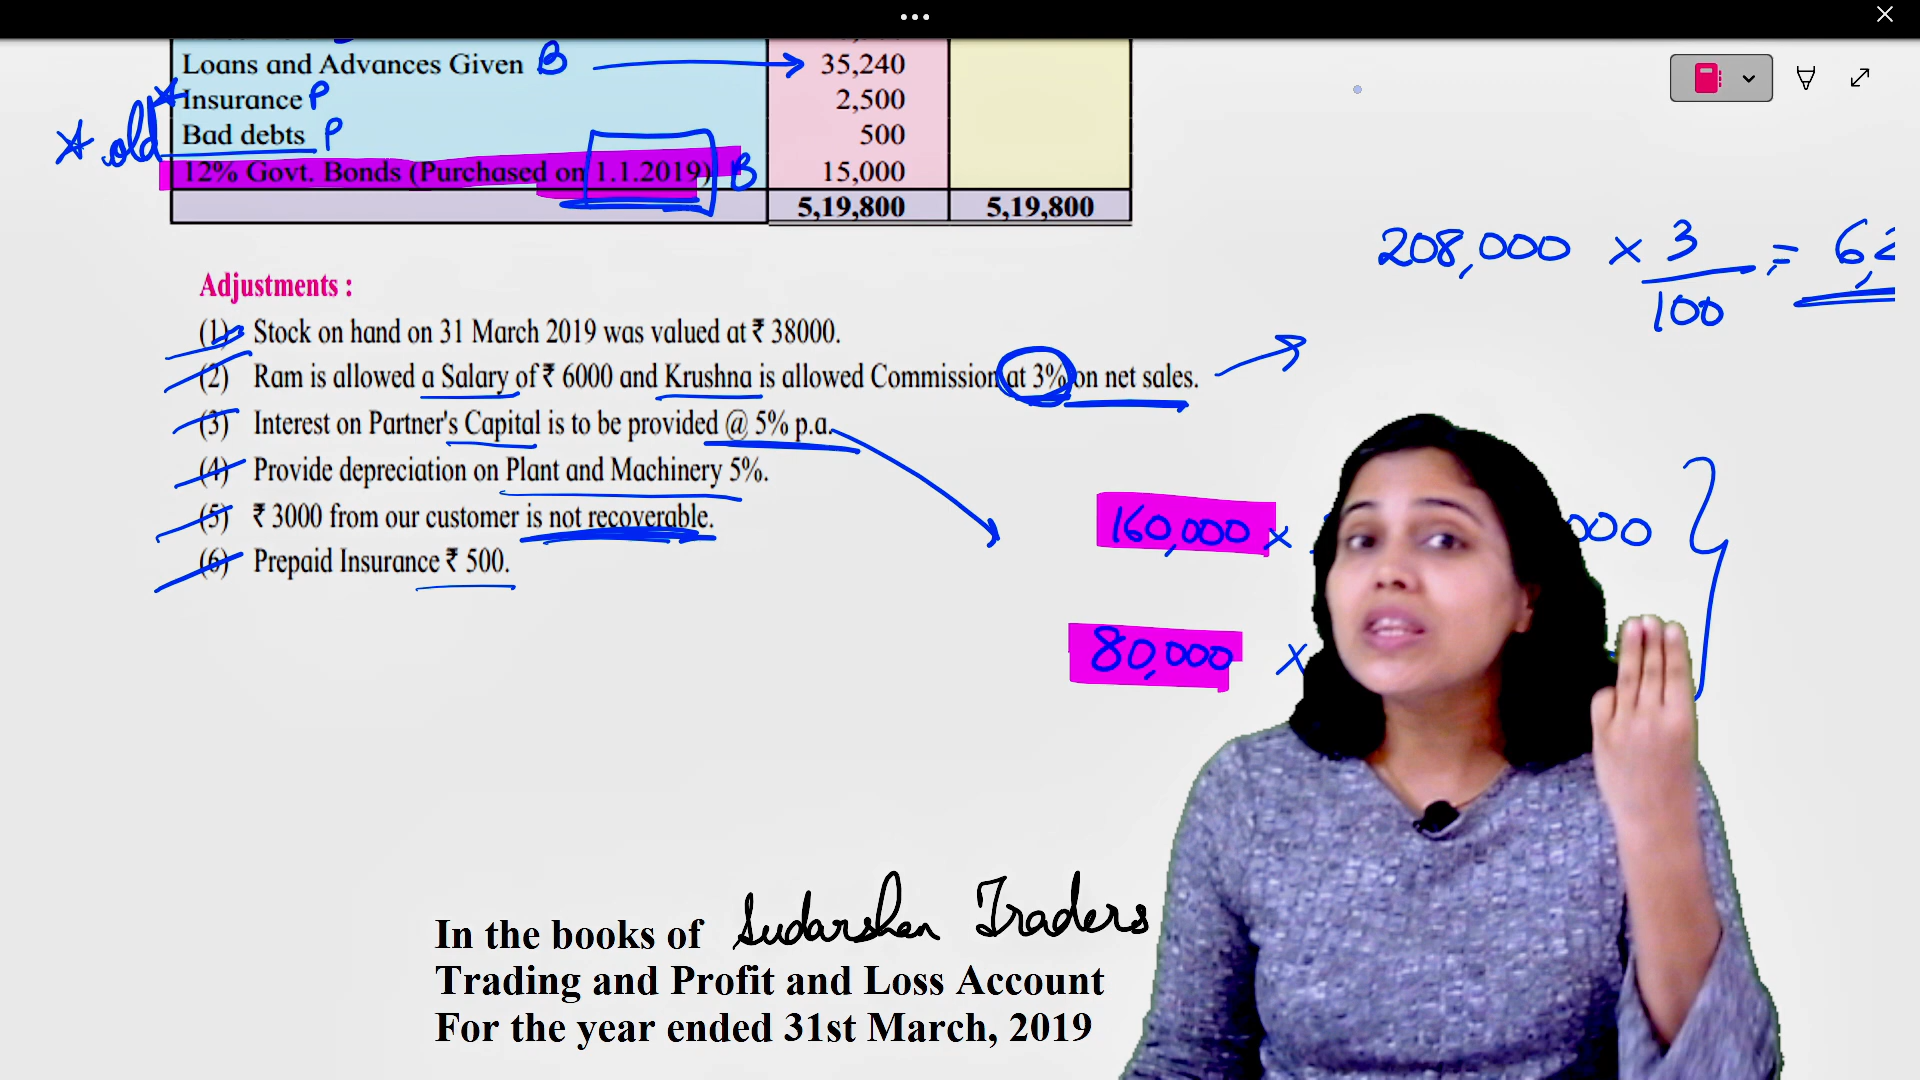 Loans and Advances Given B 35,240
Insurance P 2,500
* old * Bad debts P 500
12% Govt. Bonds (Purchased on 1.1.2019) B 15,000
5,19,800 5,19,800
208,000 × 3 / 100 =
Adjustments :
(1) Stock on hand on 31 March 2019 was valued at ₹ 38000.
(2) Ram is allowed a Salary of ₹ 6000 and Krushna is allowed Commission at 3% on net sales.
(3) Interest on Partner's Capital is to be provided @ 5% p.a.
(4) Provide depreciation on Plant and Machinery 5%.
(5) ₹ 3000 from our customer is not recoverable.
(6) Prepaid Insurance ₹ 500.
160,000 ×
80,000 ×
In the books of Sudarshan Traders
Trading and Profit and Loss Account
For the year ended 31st March, 2019